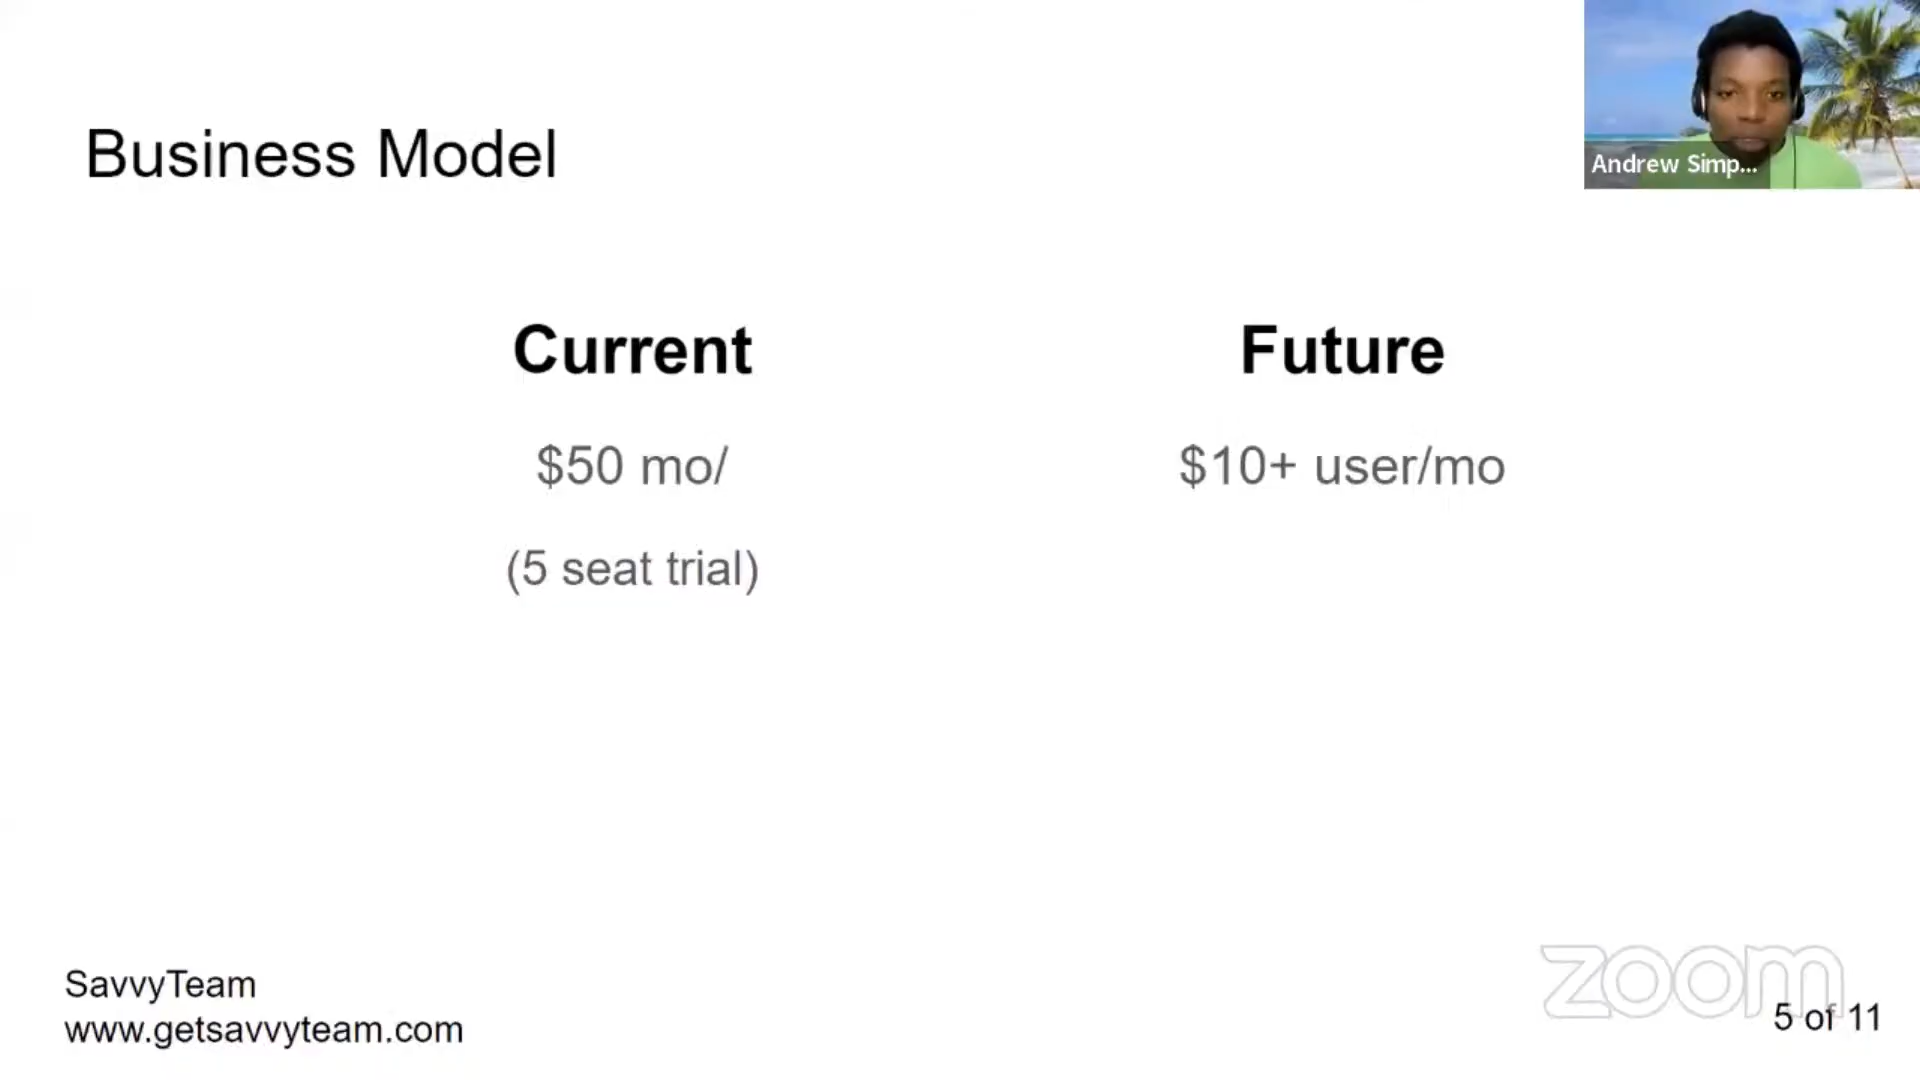 Business Model
Andrew Simp...
Current
Future
$50 mo/
$10+ user/mo
(5 seat trial)
SavvyTeam
www.getsavvyteam.com
zoom
5 of 11